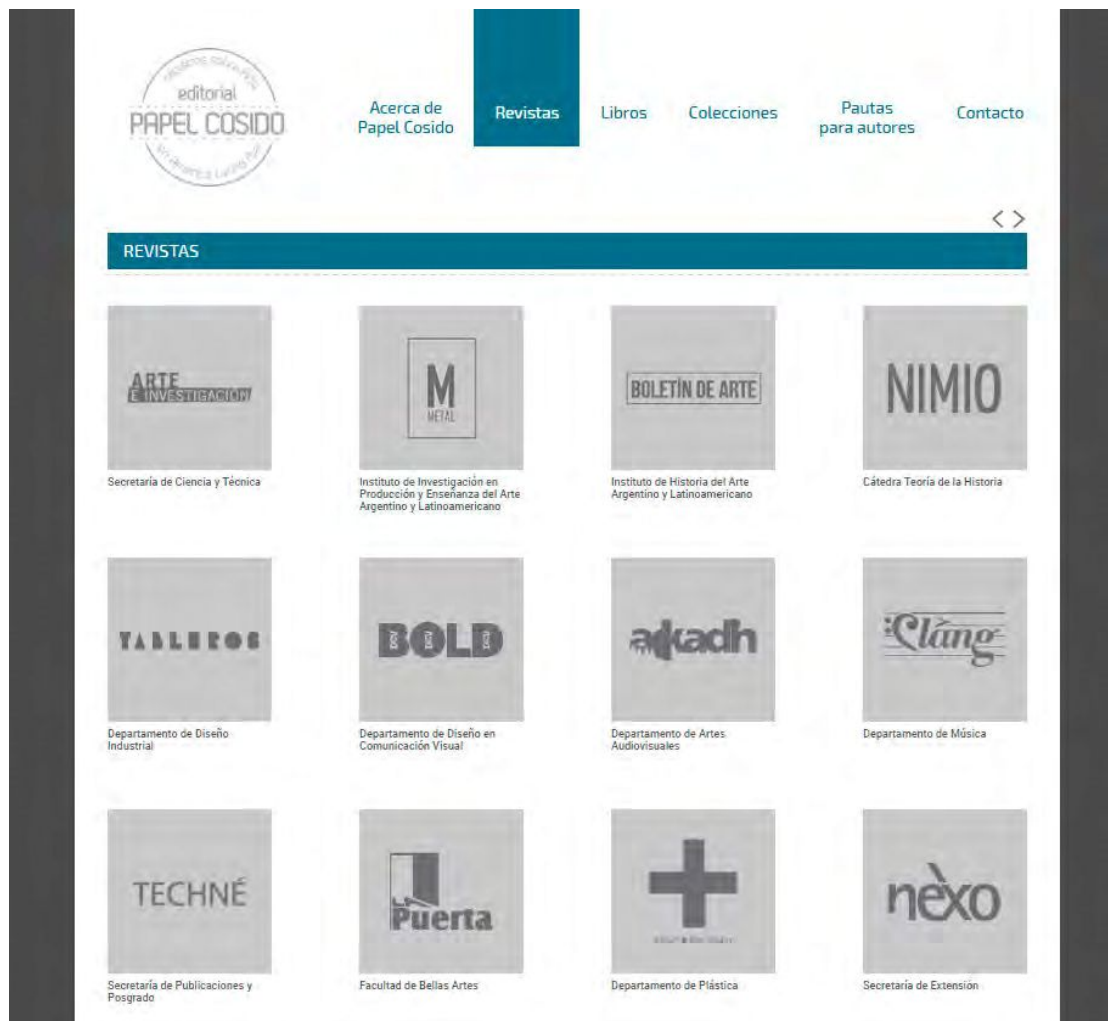 editorial
PAPEL COSIDO
Acerca de
Papel Cosido
Revistas
Libros
Colecciones
Pautas
para autores
Contacto
< >
REVISTAS
ARTE
E INVESTIGACIÓN
M
METAL
BOLETÍN DE ARTE
NIMIO
Secretaría de Ciencia y Técnica
Instituto de Investigación en
Producción y Enseñanza del Arte
Argentino y Latinoamericano
Instituto de Historia del Arte
Argentino y Latinoamericano
Cátedra Teoría de la Historia
TABLEROS
BOLD
arkadín
Clang
Departamento de Diseño
Industrial
Departamento de Diseño en
Comunicación Visual
Departamento de Artes
Audiovisuales
Departamento de Música
TECHNÉ
LA
Puerta
nèxo
Secretaría de Publicaciones y
Posgrado
Facultad de Bellas Artes
Departamento de Plástica
Secretaría de Extensión